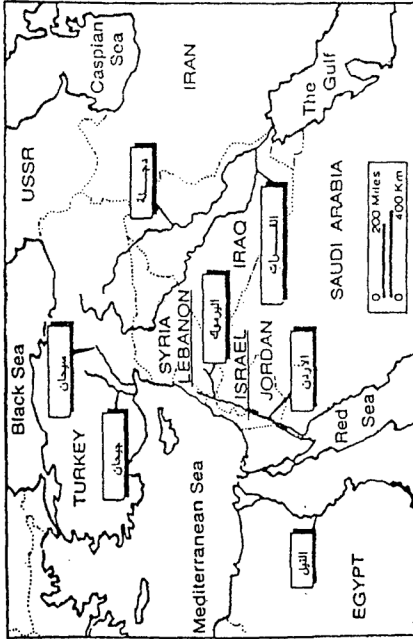 Black Sea
USSR
Caspian
Sea
سيحان
TURKEY
جيحان
دجلة
IRAN
SYRIA
LEBANON
اليرموك
Mediterranean Sea
ISRAEL
IRAQ
JORDAN
الفرات
The Gulf
الأردن
النيل
Red
Sea
SAUDI ARABIA
EGYPT
0 200 Miles
0 400 Km